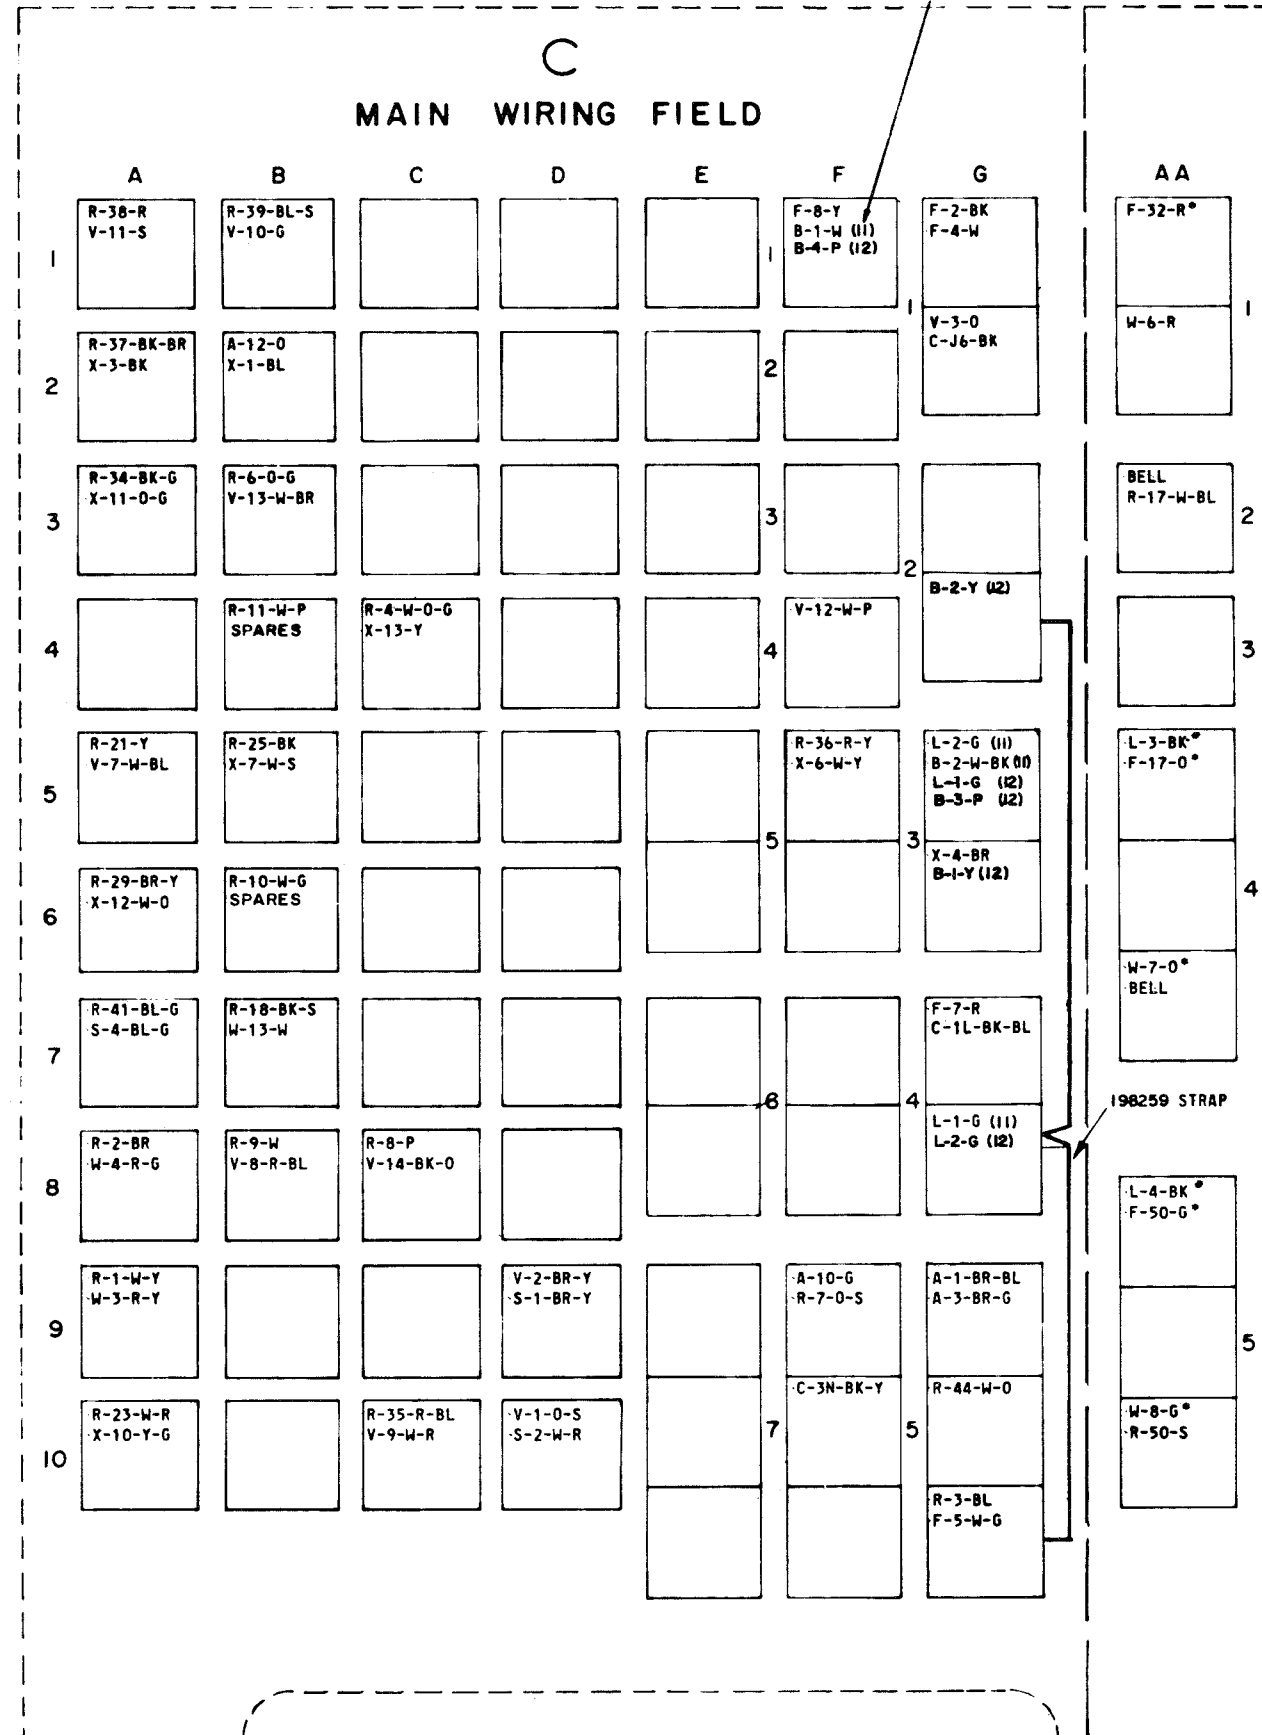 C
MAIN WIRING FIELD
A B C D E F G AA
1
R-38-R
V-11-S
R-39-BL-S
V-10-G
1
F-8-Y
B-1-W (11)
B-4-P (12)
1
F-2-BK
F-4-W
V-3-O
C-J6-BK
F-32-R*
W-6-R
1
2
R-37-BK-BR
X-3-BK
A-12-O
X-1-BL
2
3
R-34-BK-G
X-11-O-G
R-6-O-G
V-13-W-BR
3
2
B-2-Y (12)
BELL
R-17-W-BL
2
4
R-11-W-P
SPARES
R-4-W-O-G
X-13-Y
4
V-12-W-P
3
5
R-21-Y
V-7-W-BL
R-25-BK
X-7-W-S
5
R-36-R-Y
X-6-W-Y
3
L-2-G (11)
B-2-W-BK (11)
L-1-G (12)
B-3-P (12)
X-4-BR
B-1-Y (12)
L-3-BK*
F-17-O*
4
W-7-O*
BELL
6
R-29-BR-Y
X-12-W-O
R-10-W-G
SPARES
7
R-41-BL-G
S-4-BL-G
R-18-BK-S
W-13-W
6
4
F-7-R
C-1L-BK-BL
L-1-G (11)
L-2-G (12)
198259 STRAP
8
R-2-BR
W-4-R-G
R-9-W
V-8-R-BL
R-8-P
V-14-BK-O
L-4-BK*
F-50-G*
5
W-8-G*
R-50-S
9
R-1-W-Y
W-3-R-Y
V-2-BR-Y
S-1-BR-Y
A-10-G
R-7-O-S
A-1-BR-BL
A-3-BR-G
10
R-23-W-R
X-10-Y-G
R-35-R-BL
V-9-W-R
V-1-O-S
S-2-W-R
7
C-3N-BK-Y
5
R-44-W-O
R-3-BL
F-5-W-G